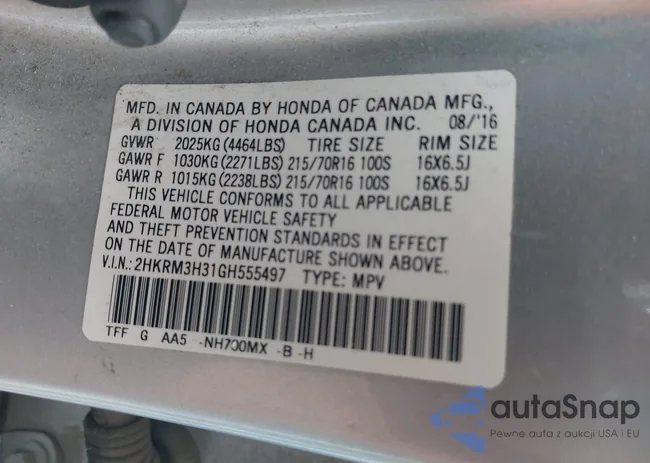 MFD. IN CANADA BY HONDA OF CANADA MFG.,
A DIVISION OF HONDA CANADA INC. 08/'16
GVWR 2025KG(4464LBS) TIRE SIZE RIM SIZE
GAWR F 1030KG(2271LBS)215/70R16 100S 16X6.5J
GAWR R 1015KG(2238LBS)215/70R16 100S 16X6.5J
THIS VEHICLE CONFORMS TO ALL APPLICABLE
FEDERAL MOTOR VEHICLE SAFETY
AND THEFT PREVENTION STANDARDS IN EFFECT
ON THE DATE OF MANUFACTURE SHOWN ABOVE.
V.I.N.: 2HKRM3H31GH555497 TYPE: MPV
TFF G AA5 -NH700MX -B -H
autaSnap
Pewne auta z aukcji USA i EU